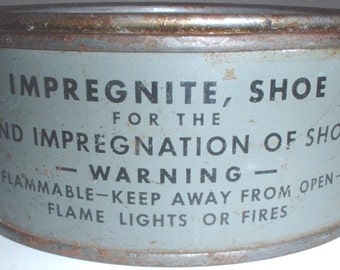 IMPREGNITE, SHOE
FOR THE
ND IMPREGNATION OF SHO
— WARNING —
FLAMMABLE—KEEP AWAY FROM OPEN—
FLAME LIGHTS OR FIRES